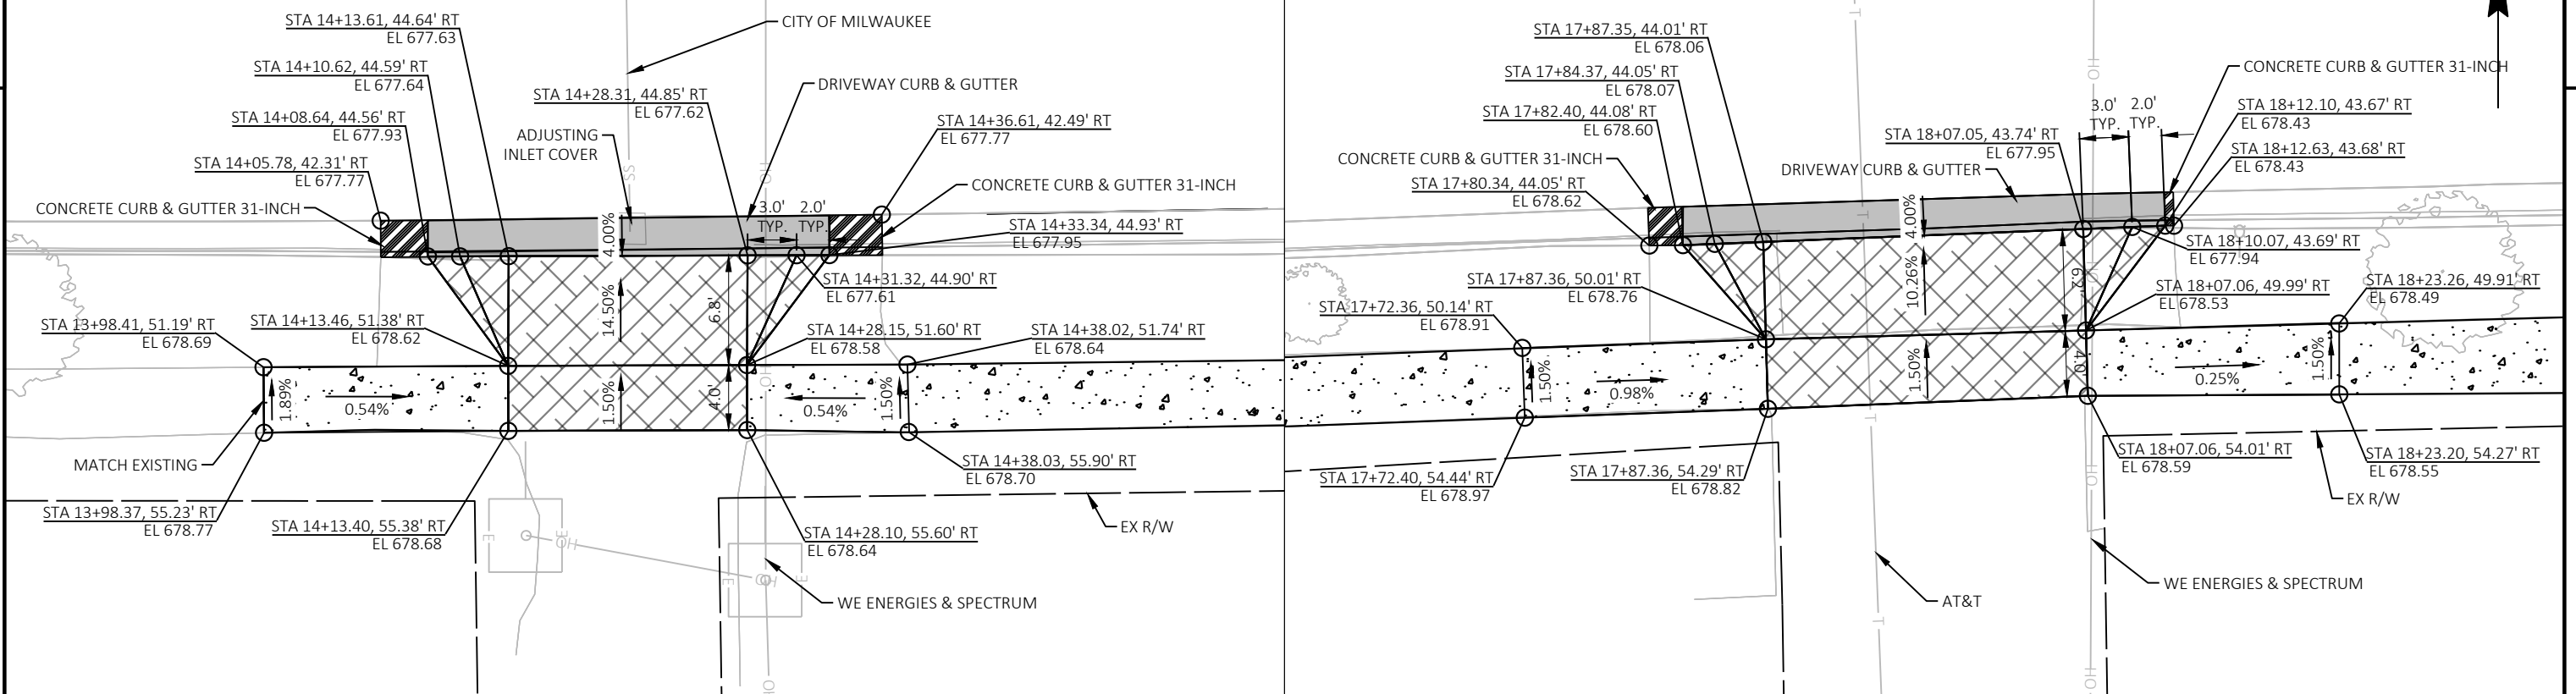 STA 14+13.61, 44.64' RT
EL 677.63
STA 14+10.62, 44.59' RT
EL 677.64
STA 14+08.64, 44.56' RT
EL 677.93
STA 14+05.78, 42.31' RT
EL 677.77
CONCRETE CURB & GUTTER 31-INCH
CITY OF MILWAUKEE
DRIVEWAY CURB & GUTTER
STA 14+28.31, 44.85' RT
EL 677.62
ADJUSTING
INLET COVER
SS
HO
STA 14+36.61, 42.49' RT
EL 677.77
CONCRETE CURB & GUTTER 31-INCH
3.0'
TYP.
2.0'
TYP.
STA 14+33.34, 44.93' RT
EL 677.95
4.00%
STA 14+31.32, 44.90' RT
EL 677.61
14.50%
6.8'
STA 13+98.41, 51.19' RT
EL 678.69
STA 14+13.46, 51.38' RT
EL 678.62
STA 14+28.15, 51.60' RT
EL 678.58
STA 14+38.02, 51.74' RT
EL 678.64
HO
1.89%
0.54%
1.50%
4.0'
0.54%
1.50%
MATCH EXISTING
STA 13+98.37, 55.23' RT
EL 678.77
STA 14+13.40, 55.38' RT
EL 678.68
STA 14+38.03, 55.90' RT
EL 678.70
STA 14+28.10, 55.60' RT
EL 678.64
EX R/W
E
HO
E
HO
E
WE ENERGIES & SPECTRUM
STA 17+87.35, 44.01' RT
EL 678.06
STA 17+84.37, 44.05' RT
EL 678.07
STA 17+82.40, 44.08' RT
EL 678.60
CONCRETE CURB & GUTTER 31-INCH
STA 17+80.34, 44.05' RT
EL 678.62
T
HO
CONCRETE CURB & GUTTER 31-INCH
3.0'
TYP.
2.0'
TYP.
STA 18+12.10, 43.67' RT
EL 678.43
STA 18+07.05, 43.74' RT
EL 677.95
STA 18+12.63, 43.68' RT
EL 678.43
DRIVEWAY CURB & GUTTER
T
4.00%
STA 18+10.07, 43.69' RT
EL 677.94
10.26%
6.2'
STA 17+87.36, 50.01' RT
EL 678.76
STA 17+72.36, 50.14' RT
EL 678.91
STA 18+07.06, 49.99' RT
EL 678.53
STA 18+23.26, 49.91' RT
EL 678.49
1.50%
0.98%
1.50%
4.0'
0.25%
1.50%
T
STA 17+72.40, 54.44' RT
EL 678.97
STA 17+87.36, 54.29' RT
EL 678.82
STA 18+07.06, 54.01' RT
EL 678.59
STA 18+23.20, 54.27' RT
EL 678.55
HO
EX R/W
WE ENERGIES & SPECTRUM
AT&T
T
HO